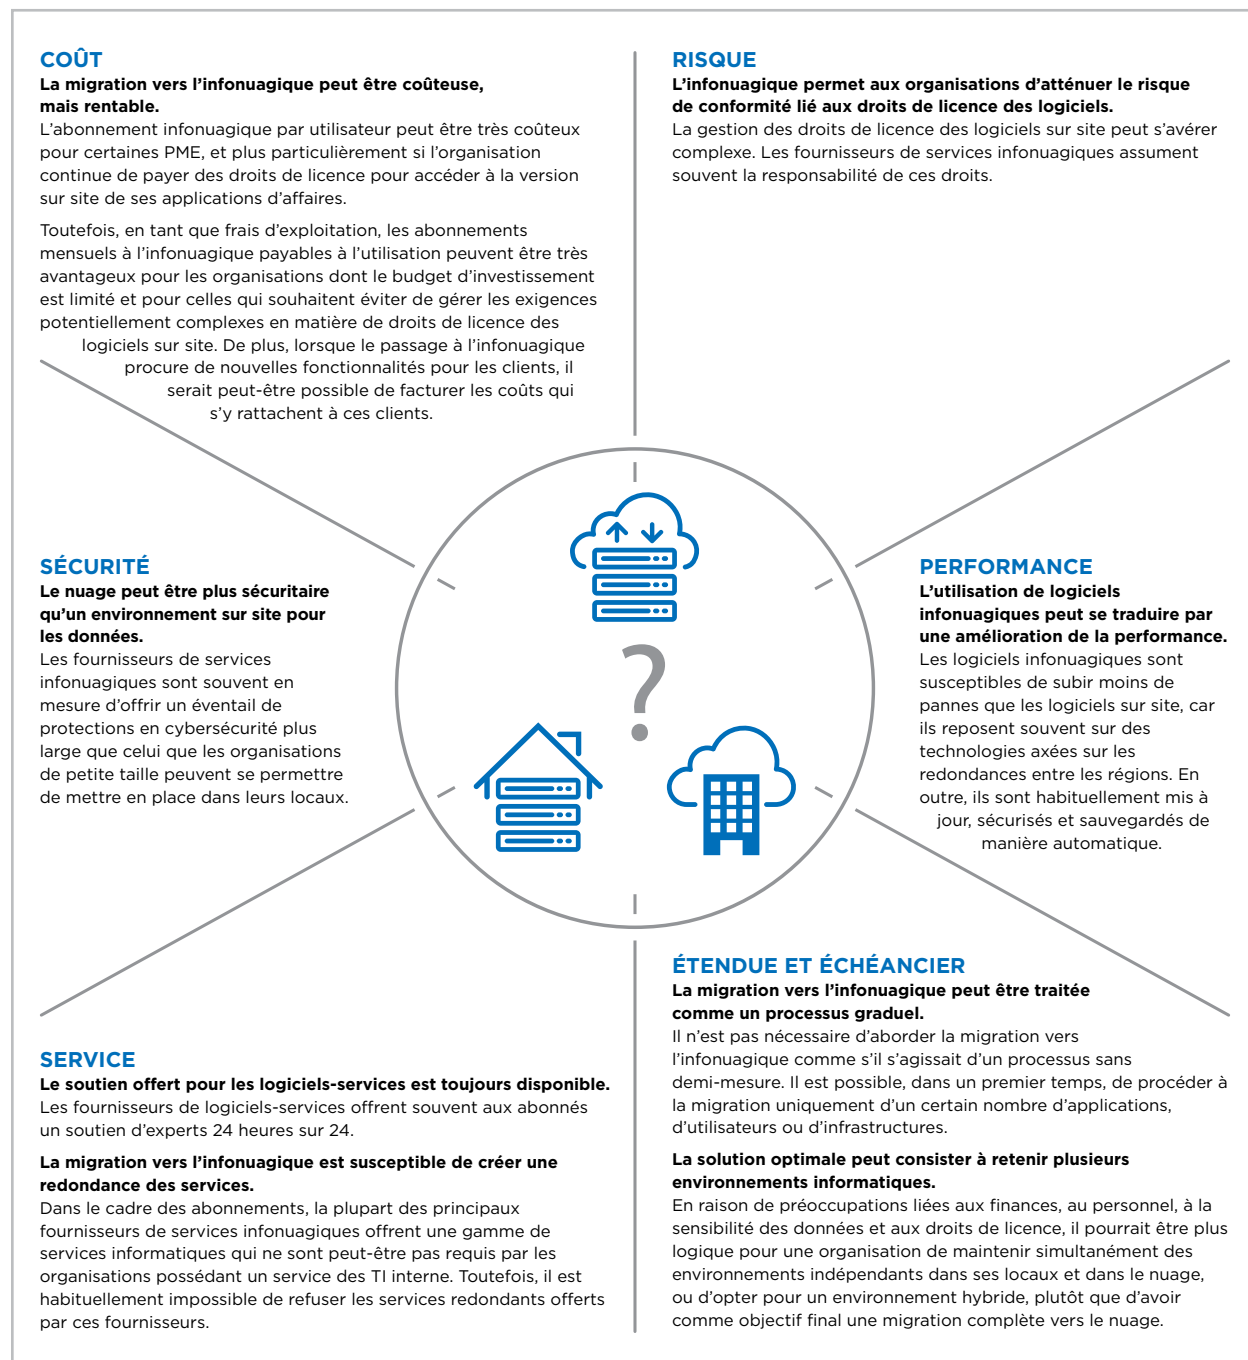 COÛT
La migration vers l'infonuagique peut être coûteuse,
mais rentable.
L'abonnement infonuagique par utilisateur peut être très coûteux
pour certaines PME, et plus particulièrement si l'organisation
continue de payer des droits de licence pour accéder à la version
sur site de ses applications d'affaires.
Toutefois, en tant que frais d'exploitation, les abonnements
mensuels à l'infonuagique payables à l'utilisation peuvent être très
avantageux pour les organisations dont le budget d'investissement
est limité et pour celles qui souhaitent éviter de gérer les exigences
potentiellement complexes en matière de droits de licence des
logiciels sur site. De plus, lorsque le passage à l'infonuagique
procure de nouvelles fonctionnalités pour les clients, il
serait peut-être possible de facturer les coûts qui
s'y rattachent à ces clients.
RISQUE
L'infonuagique permet aux organisations d'atténuer le risque
de conformité lié aux droits de licence des logiciels.
La gestion des droits de licence des logiciels sur site peut s'avérer
complexe. Les fournisseurs de services infonuagiques assument
souvent la responsabilité de ces droits.
SÉCURITÉ
Le nuage peut être plus sécuritaire
qu'un environnement sur site pour
les données.
Les fournisseurs de services
infonuagiques sont souvent en
mesure d'offrir un éventail de
protections en cybersécurité plus
large que celui que les organisations
de petite taille peuvent se permettre
de mettre en place dans leurs locaux.
?
PERFORMANCE
L'utilisation de logiciels
infonuagiques peut se traduire par
une amélioration de la performance.
Les logiciels infonuagiques sont
susceptibles de subir moins de
pannes que les logiciels sur site, car
ils reposent souvent sur des
technologies axées sur les
redondances entre les régions. En
outre, ils sont habituellement mis à
jour, sécurisés et sauvegardés de
manière automatique.
SERVICE
Le soutien offert pour les logiciels-services est toujours disponible.
Les fournisseurs de logiciels-services offrent souvent aux abonnés
un soutien d'experts 24 heures sur 24.
La migration vers l'infonuagique est susceptible de créer une
redondance des services.
Dans le cadre des abonnements, la plupart des principaux
fournisseurs de services infonuagiques offrent une gamme de
services informatiques qui ne sont peut-être pas requis par les
organisations possédant un service des TI interne. Toutefois, il est
habituellement impossible de refuser les services redondants offerts
par ces fournisseurs.
ÉTENDUE ET ÉCHÉANCIER
La migration vers l'infonuagique peut être traitée
comme un processus graduel.
Il n'est pas nécessaire d'aborder la migration vers
l'infonuagique comme s'il s'agissait d'un processus sans
demi-mesure. Il est possible, dans un premier temps, de procéder à
la migration uniquement d'un certain nombre d'applications,
d'utilisateurs ou d'infrastructures.
La solution optimale peut consister à retenir plusieurs
environnements informatiques.
En raison de préoccupations liées aux finances, au personnel, à la
sensibilité des données et aux droits de licence, il pourrait être plus
logique pour une organisation de maintenir simultanément des
environnements indépendants dans ses locaux et dans le nuage,
ou d'opter pour un environnement hybride, plutôt que d'avoir
comme objectif final une migration complète vers le nuage.